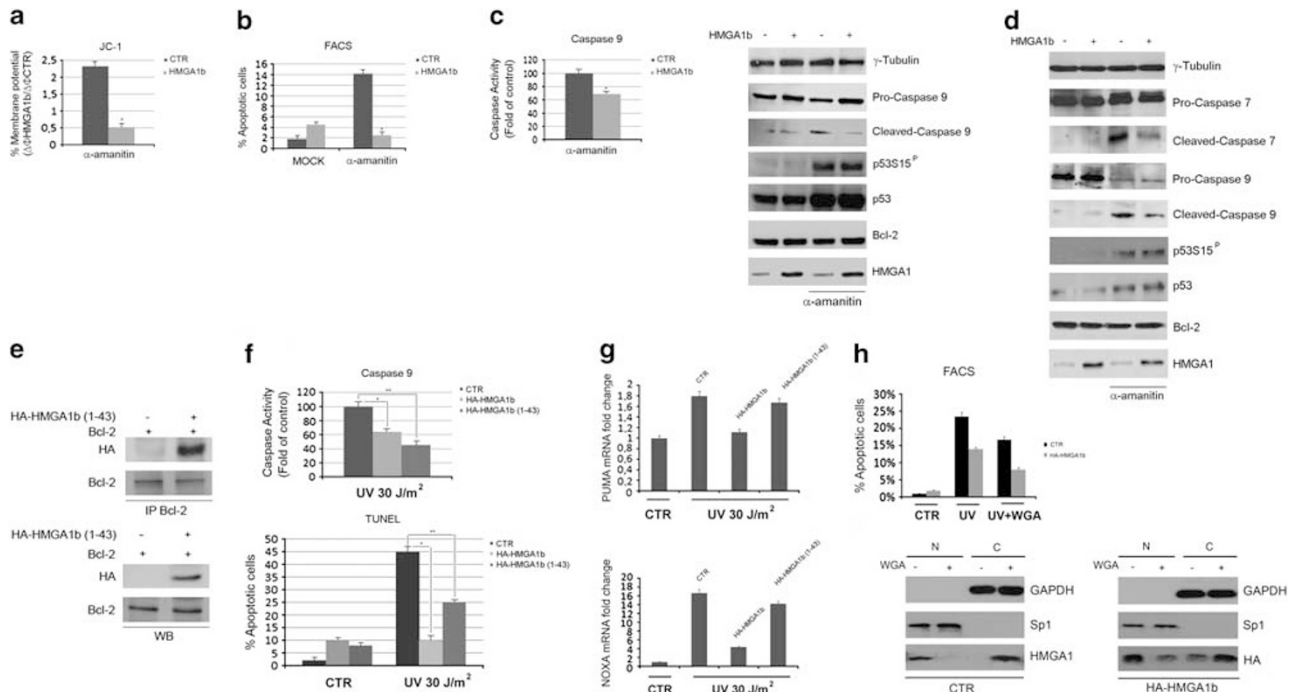 a
JC-1
% Membrane potential
(ΔΦHMGA1b/ΔΦCTR)
2,5
2
1,5
1
0,5
0
*
CTR
HMGA1b
α-amanitin
b
FACS
% Apoptotic cells
16
14
12
10
8
6
4
2
0
*
CTR
HMGA1b
MOCK
α-amanitin
c
Caspase 9
Caspase Activity
(Fold of control)
120
100
80
60
40
20
0
*
CTR
HMGA1b
α-amanitin
HMGA1b - + - +
γ-Tubulin
Pro-Caspase 9
Cleaved-Caspase 9
p53S15 P
p53
Bcl-2
HMGA1
α-amanitin
d
HMGA1b - + - +
γ-Tubulin
Pro-Caspase 7
Cleaved-Caspase 7
Pro-Caspase 9
Cleaved-Caspase 9
p53S15 P
p53
Bcl-2
HMGA1
α-amanitin
e
HA-HMGA1b (1-43) - +
Bcl-2 + +
HA
Bcl-2
IP Bcl-2
HA-HMGA1b (1-43) - +
Bcl-2 + +
HA
Bcl-2
WB
f
Caspase 9
Caspase Activity
(Fold of control)
120
100
80
60
40
20
0
**
*
CTR
HA-HMGA1b
HA-HMGA1b (1-43)
UV 30 J/m²
TUNEL
% Apoptotic cells
50
45
40
35
30
25
20
15
10
5
0
**
*
CTR
HA-HMGA1b
HA-HMGA1b (1-43)
CTR
UV 30 J/m²
g
PUMA mRNA fold change
2
1,8
1,6
1,4
1,2
1,0
0,8
0,6
0,4
0,2
0
CTR
HA-HMGA1b
HA-HMGA1b (1-43)
CTR
UV 30 J/m²
NOXA mRNA fold change
18
16
14
12
10
8
6
4
2
0
CTR
HA-HMGA1b
HA-HMGA1b (1-43)
CTR
UV 30 J/m²
h
FACS
% Apoptotic cells
30%
25%
20%
15%
10%
5%
0%
CTR
HA-HMGA1b
CTR
UV
UV+WGA
N C
WGA - + - +
GAPDH
Sp1
HMGA1
CTR
N C
WGA - + - +
GAPDH
Sp1
HA
HA-HMGA1b